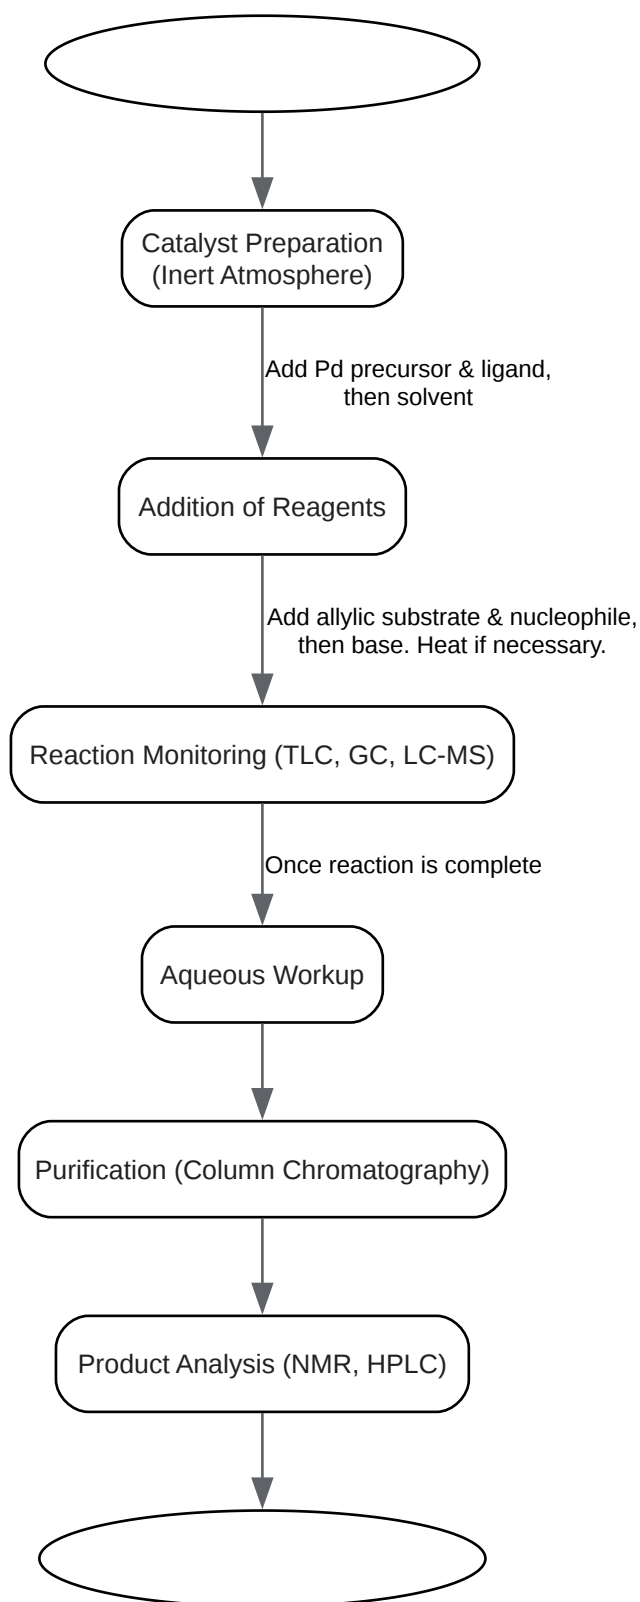 Catalyst Preparation
(Inert Atmosphere)
Add Pd precursor & ligand,
then solvent
Addition of Reagents
Add allylic substrate & nucleophile,
then base. Heat if necessary.
Reaction Monitoring (TLC, GC, LC-MS)
Once reaction is complete
Aqueous Workup
Purification (Column Chromatography)
Product Analysis (NMR, HPLC)